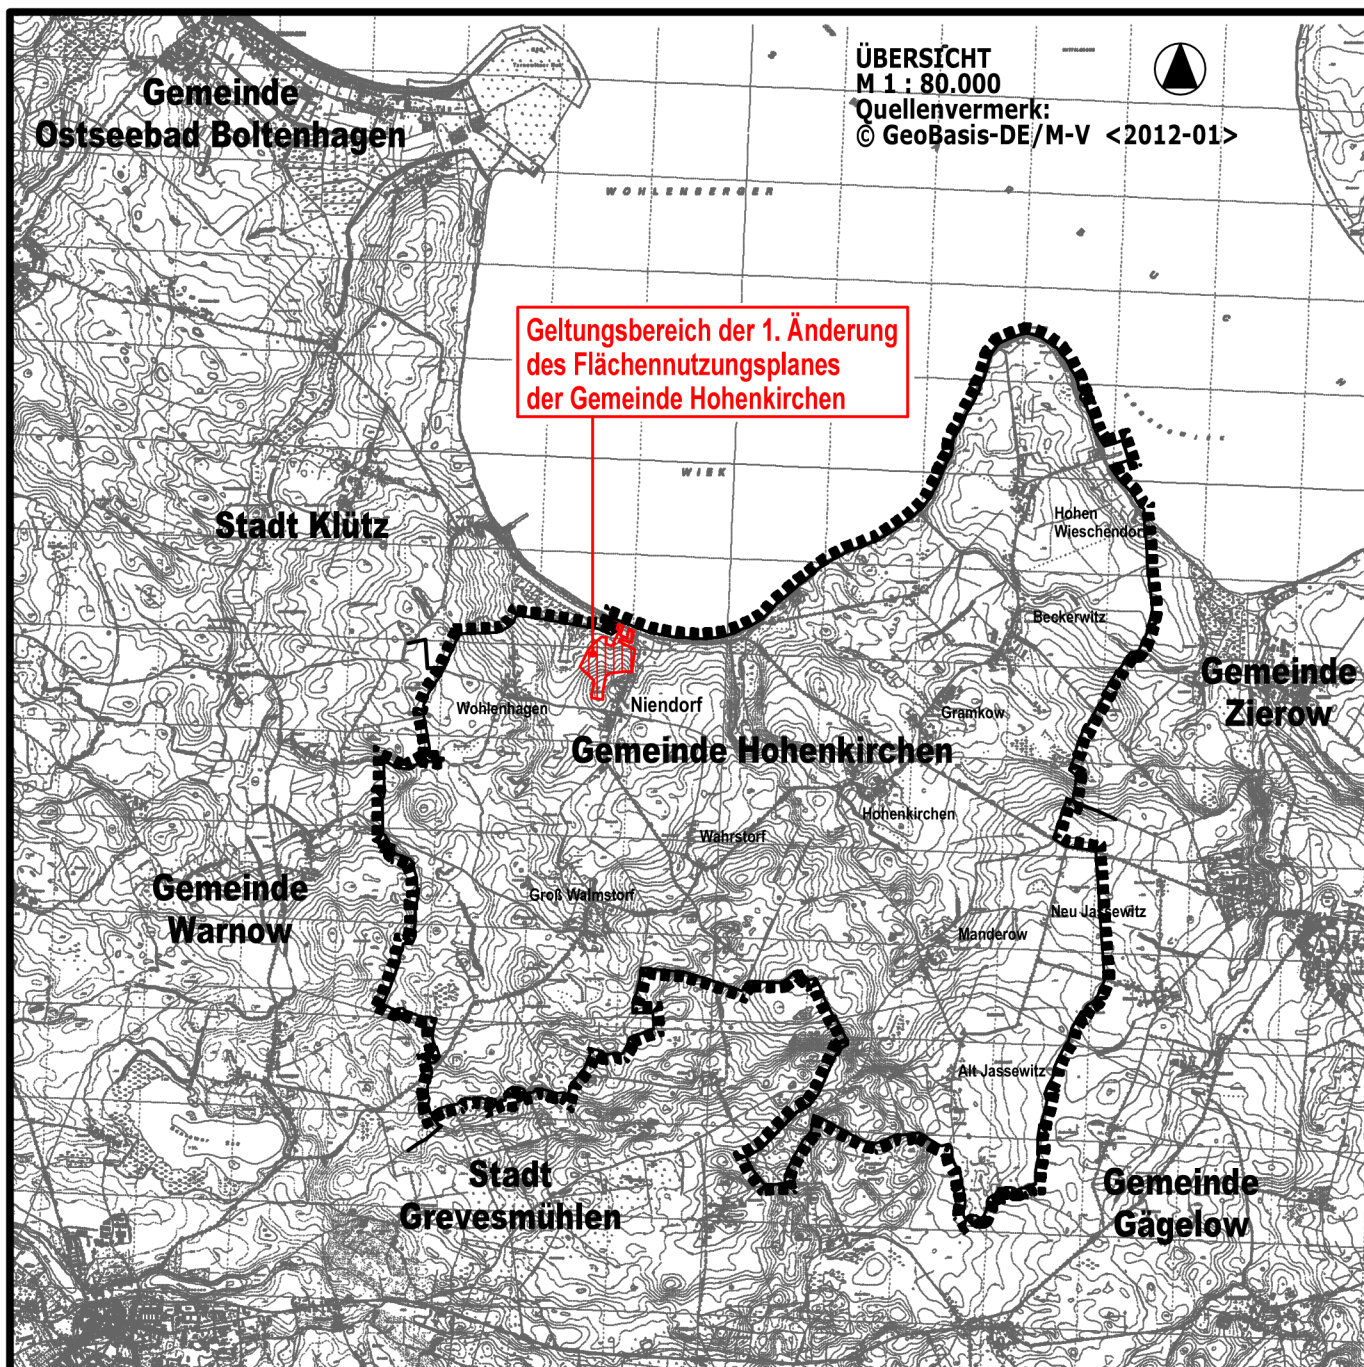 Gemeinde
Ostseebad Boltenhagen
ÜBERSICHT
M 1 : 80.000
Quellenvermerk:
© GeoBasis-DE/M-V <2012-01>
WOHLENBERGER
Geltungsbereich der 1. Änderung
des Flächennutzungsplanes
der Gemeinde Hohenkirchen
WIEK
Stadt Klütz
Hohen
Wieschendorf
Beckerwitz
Gemeinde
Zierow
Wohlenhagen
Niendorf
Gramkow
Gemeinde Hohenkirchen
Hohenkirchen
Wahrstorf
Gemeinde
Warnow
Groß Walmstorf
Neu Jassewitz
Manderow
Alt Jassewitz
Stadt
Grevesmühlen
Gemeinde
Gägelow